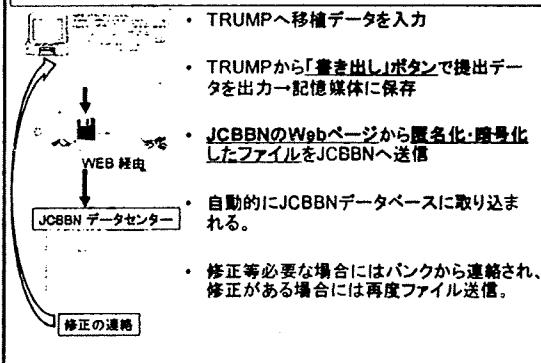 ・ TRUMPへ移植データを入力
・ TRUMPから「書き出し」ボタンで提出デー
タを出力→記憶媒体に保存
・ JCBBNのWebページから匿名化・暗号化
したファイルをJCBBNへ送信
WEB 経由
・ 自動的にJCBBNデータベースに取り込ま
れる。
JCBBN データセンター
・ 修正等必要な場合にはバンクから連絡され、
修正がある場合には再度ファイル送信。
修正の連絡